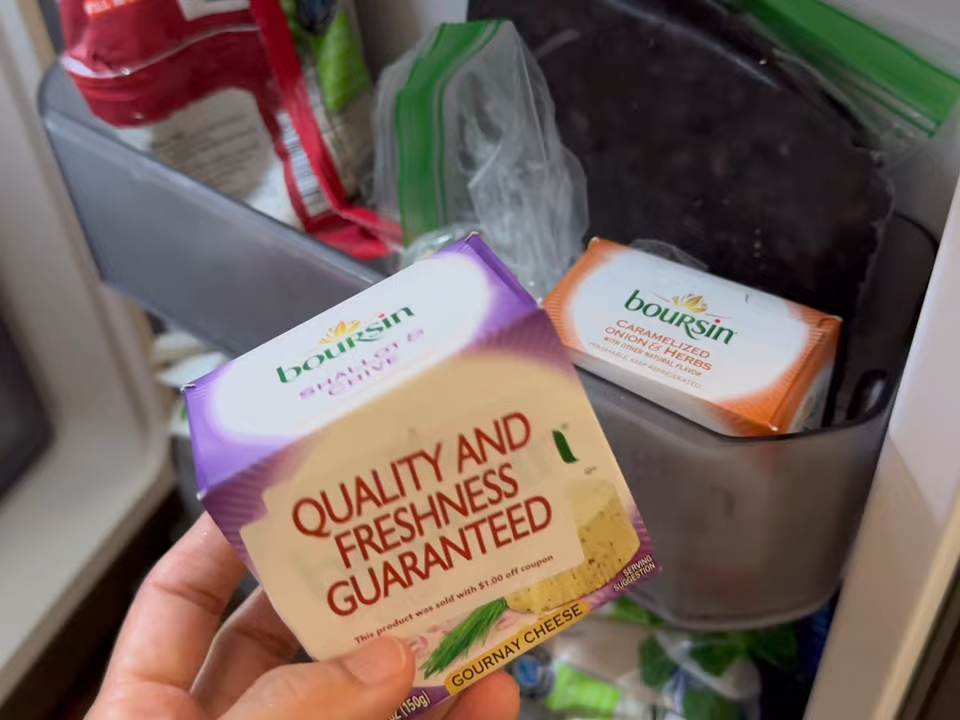 boursin
SHALLOT &
CHIVE
QUALITY AND
FRESHNESS
GUARANTEED
This product was sold with $1.00 off coupon
SERVING
SUGGESTION
GOURNAY CHEESE
(150g)
boursin
CARAMELIZED
ONION & HERBS
WITH OTHER NATURAL FLAVOR
PERISHABLE. KEEP REFRIGERATED.